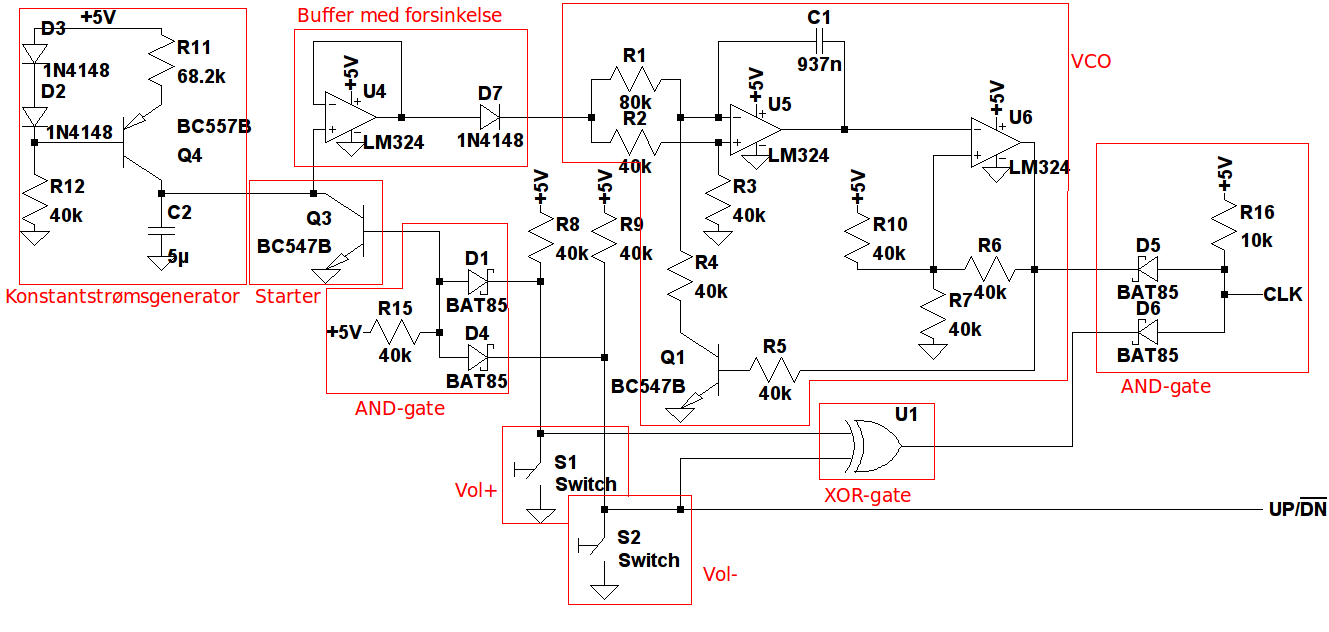 +5V
D3
1N4148
D2
1N4148
R11
68.2k
BC557B
Q4
R12
40k
C2
5µ
Konstantstrømsgenerator
Buffer med forsinkelse
+5V
U4
LM324
D7
1N4148
Q3
BC547B
Starter
+5V
R15
40k
D1
BAT85
D4
BAT85
AND-gate
+5V
R8
40k
+5V
R9
40k
R1
80k
R2
40k
C1
937n
+5V
U5
LM324
R3
40k
R4
40k
Q1
BC547B
R5
40k
+5V
R10
40k
R6
40k
R7
40k
+5V
U6
LM324
VCO
+5V
R16
10k
D5
BAT85
D6
BAT85
CLK
AND-gate
U1
XOR-gate
S1
Switch
Vol+
S2
Switch
Vol-
UP/DN